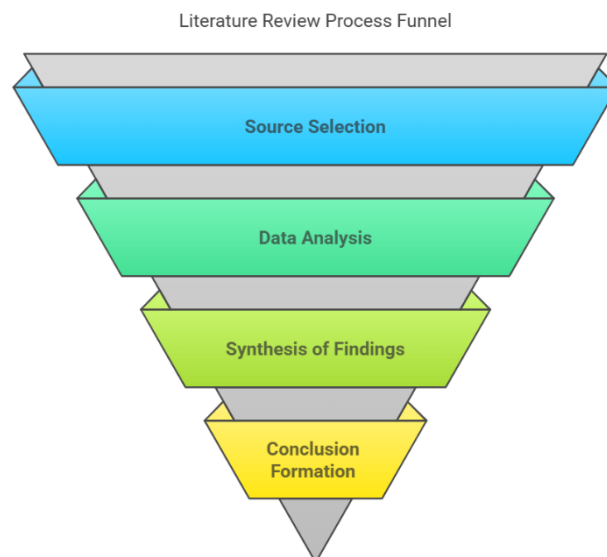 Literature Review Process Funnel
Source Selection
Data Analysis
Synthesis of Findings
Conclusion
Formation